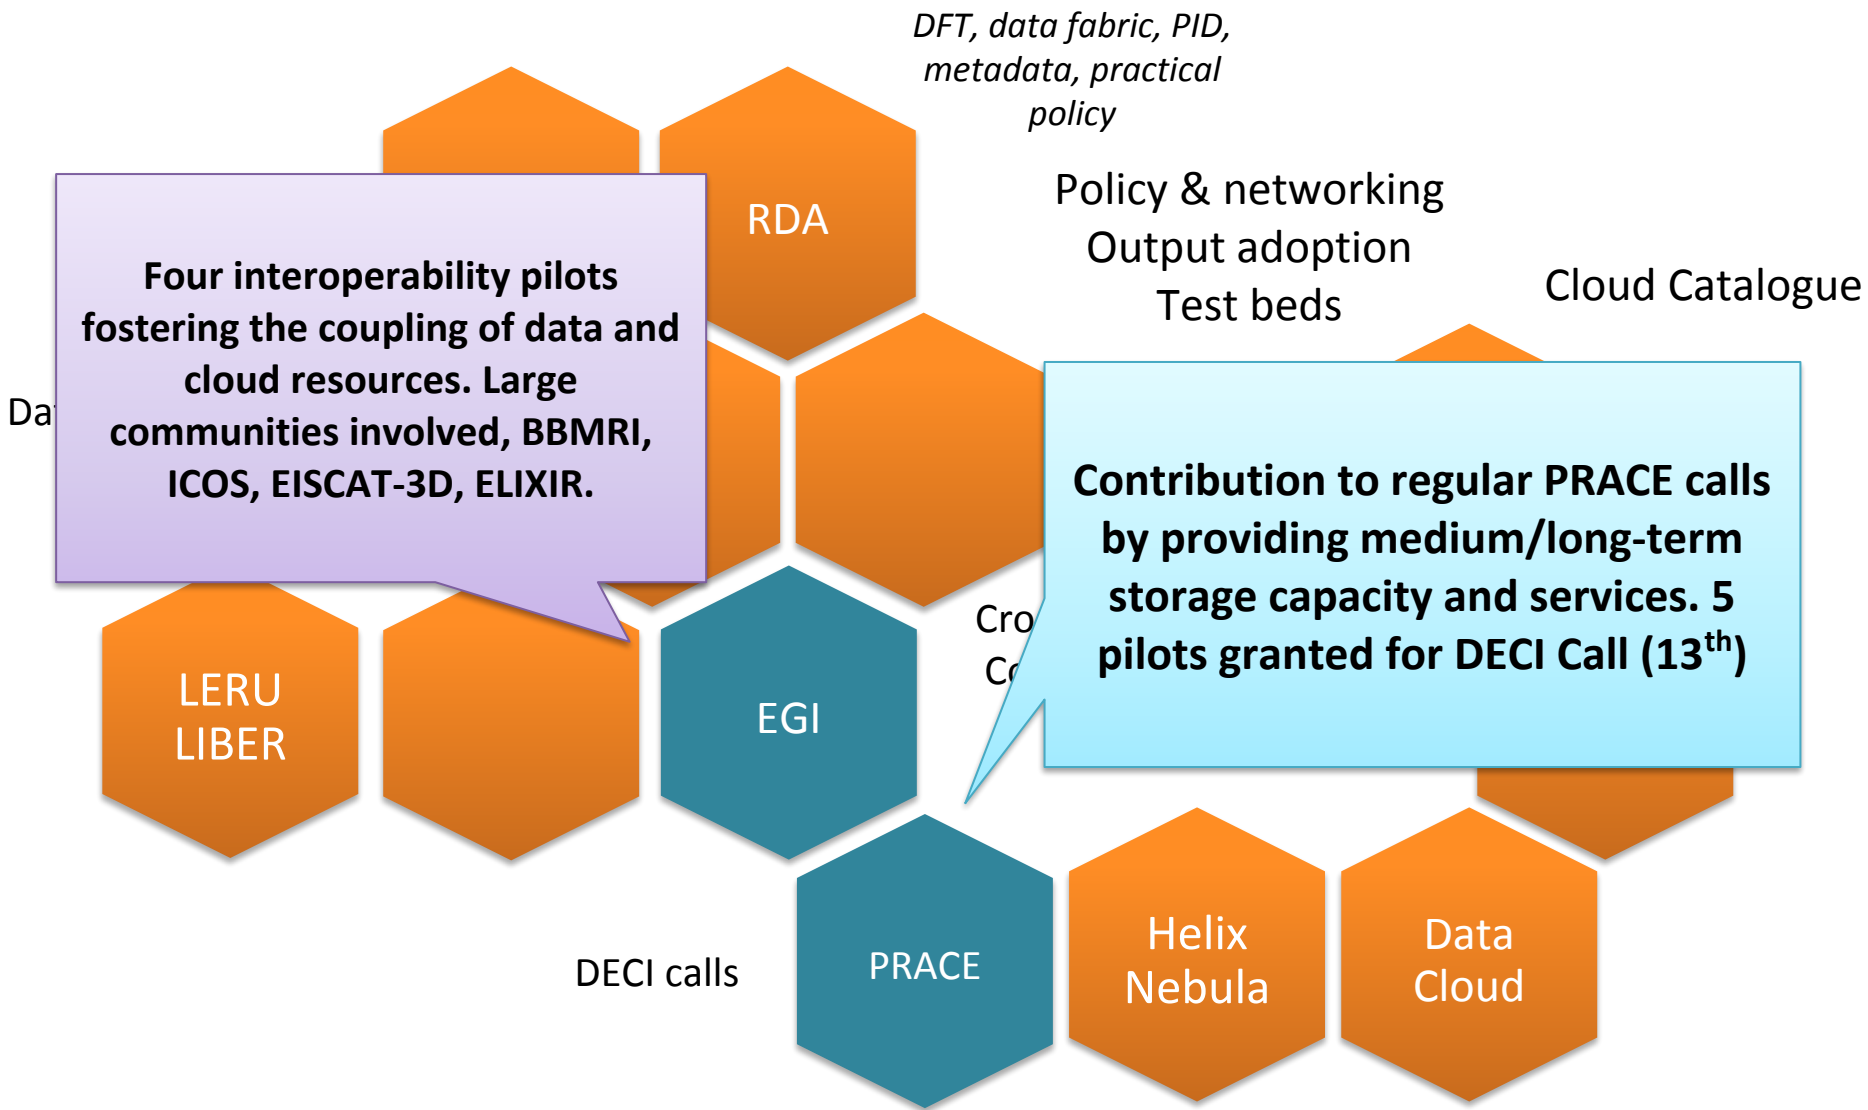 DFT, data fabric, PID,
metadata, practical
policy
RDA
Policy & networking
Output adoption
Test beds
Cloud Catalogue
Four interoperability pilots
fostering the coupling of data and
cloud resources. Large
communities involved, BBMRI,
ICOS, EISCAT-3D, ELIXIR.
Contribution to regular PRACE calls
by providing medium/long-term
storage capacity and services. 5
pilots granted for DECI Call (13th)
LERU
LIBER
EGI
DECI calls
PRACE
Helix
Nebula
Data
Cloud